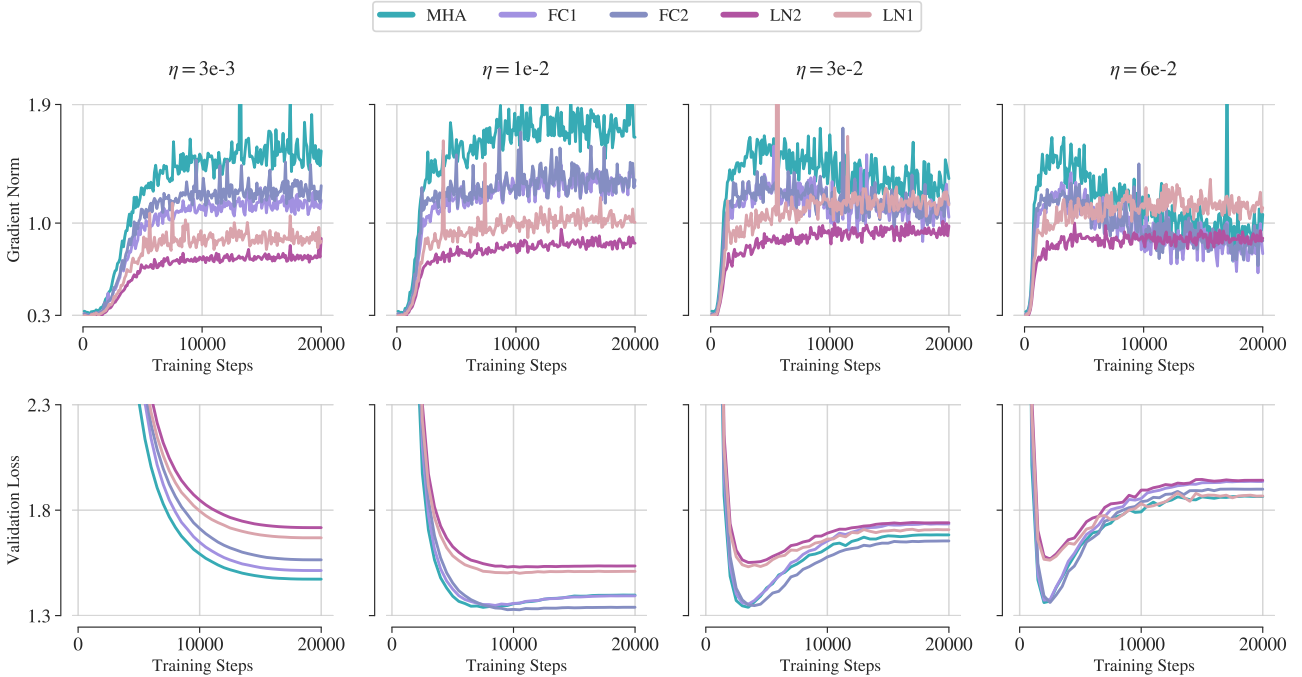 MHA FC1 FC2 LN2 LN1
η = 3e-3 η = 1e-2 η = 3e-2 η = 6e-2
Gradient Norm
1.9
1.0
0.3
0 10000 20000 0 10000 20000 0 10000 20000 0 10000 20000
Training Steps Training Steps Training Steps Training Steps
Validation Loss
2.3
1.8
1.3
0 10000 20000 0 10000 20000 0 10000 20000 0 10000 20000
Training Steps Training Steps Training Steps Training Steps